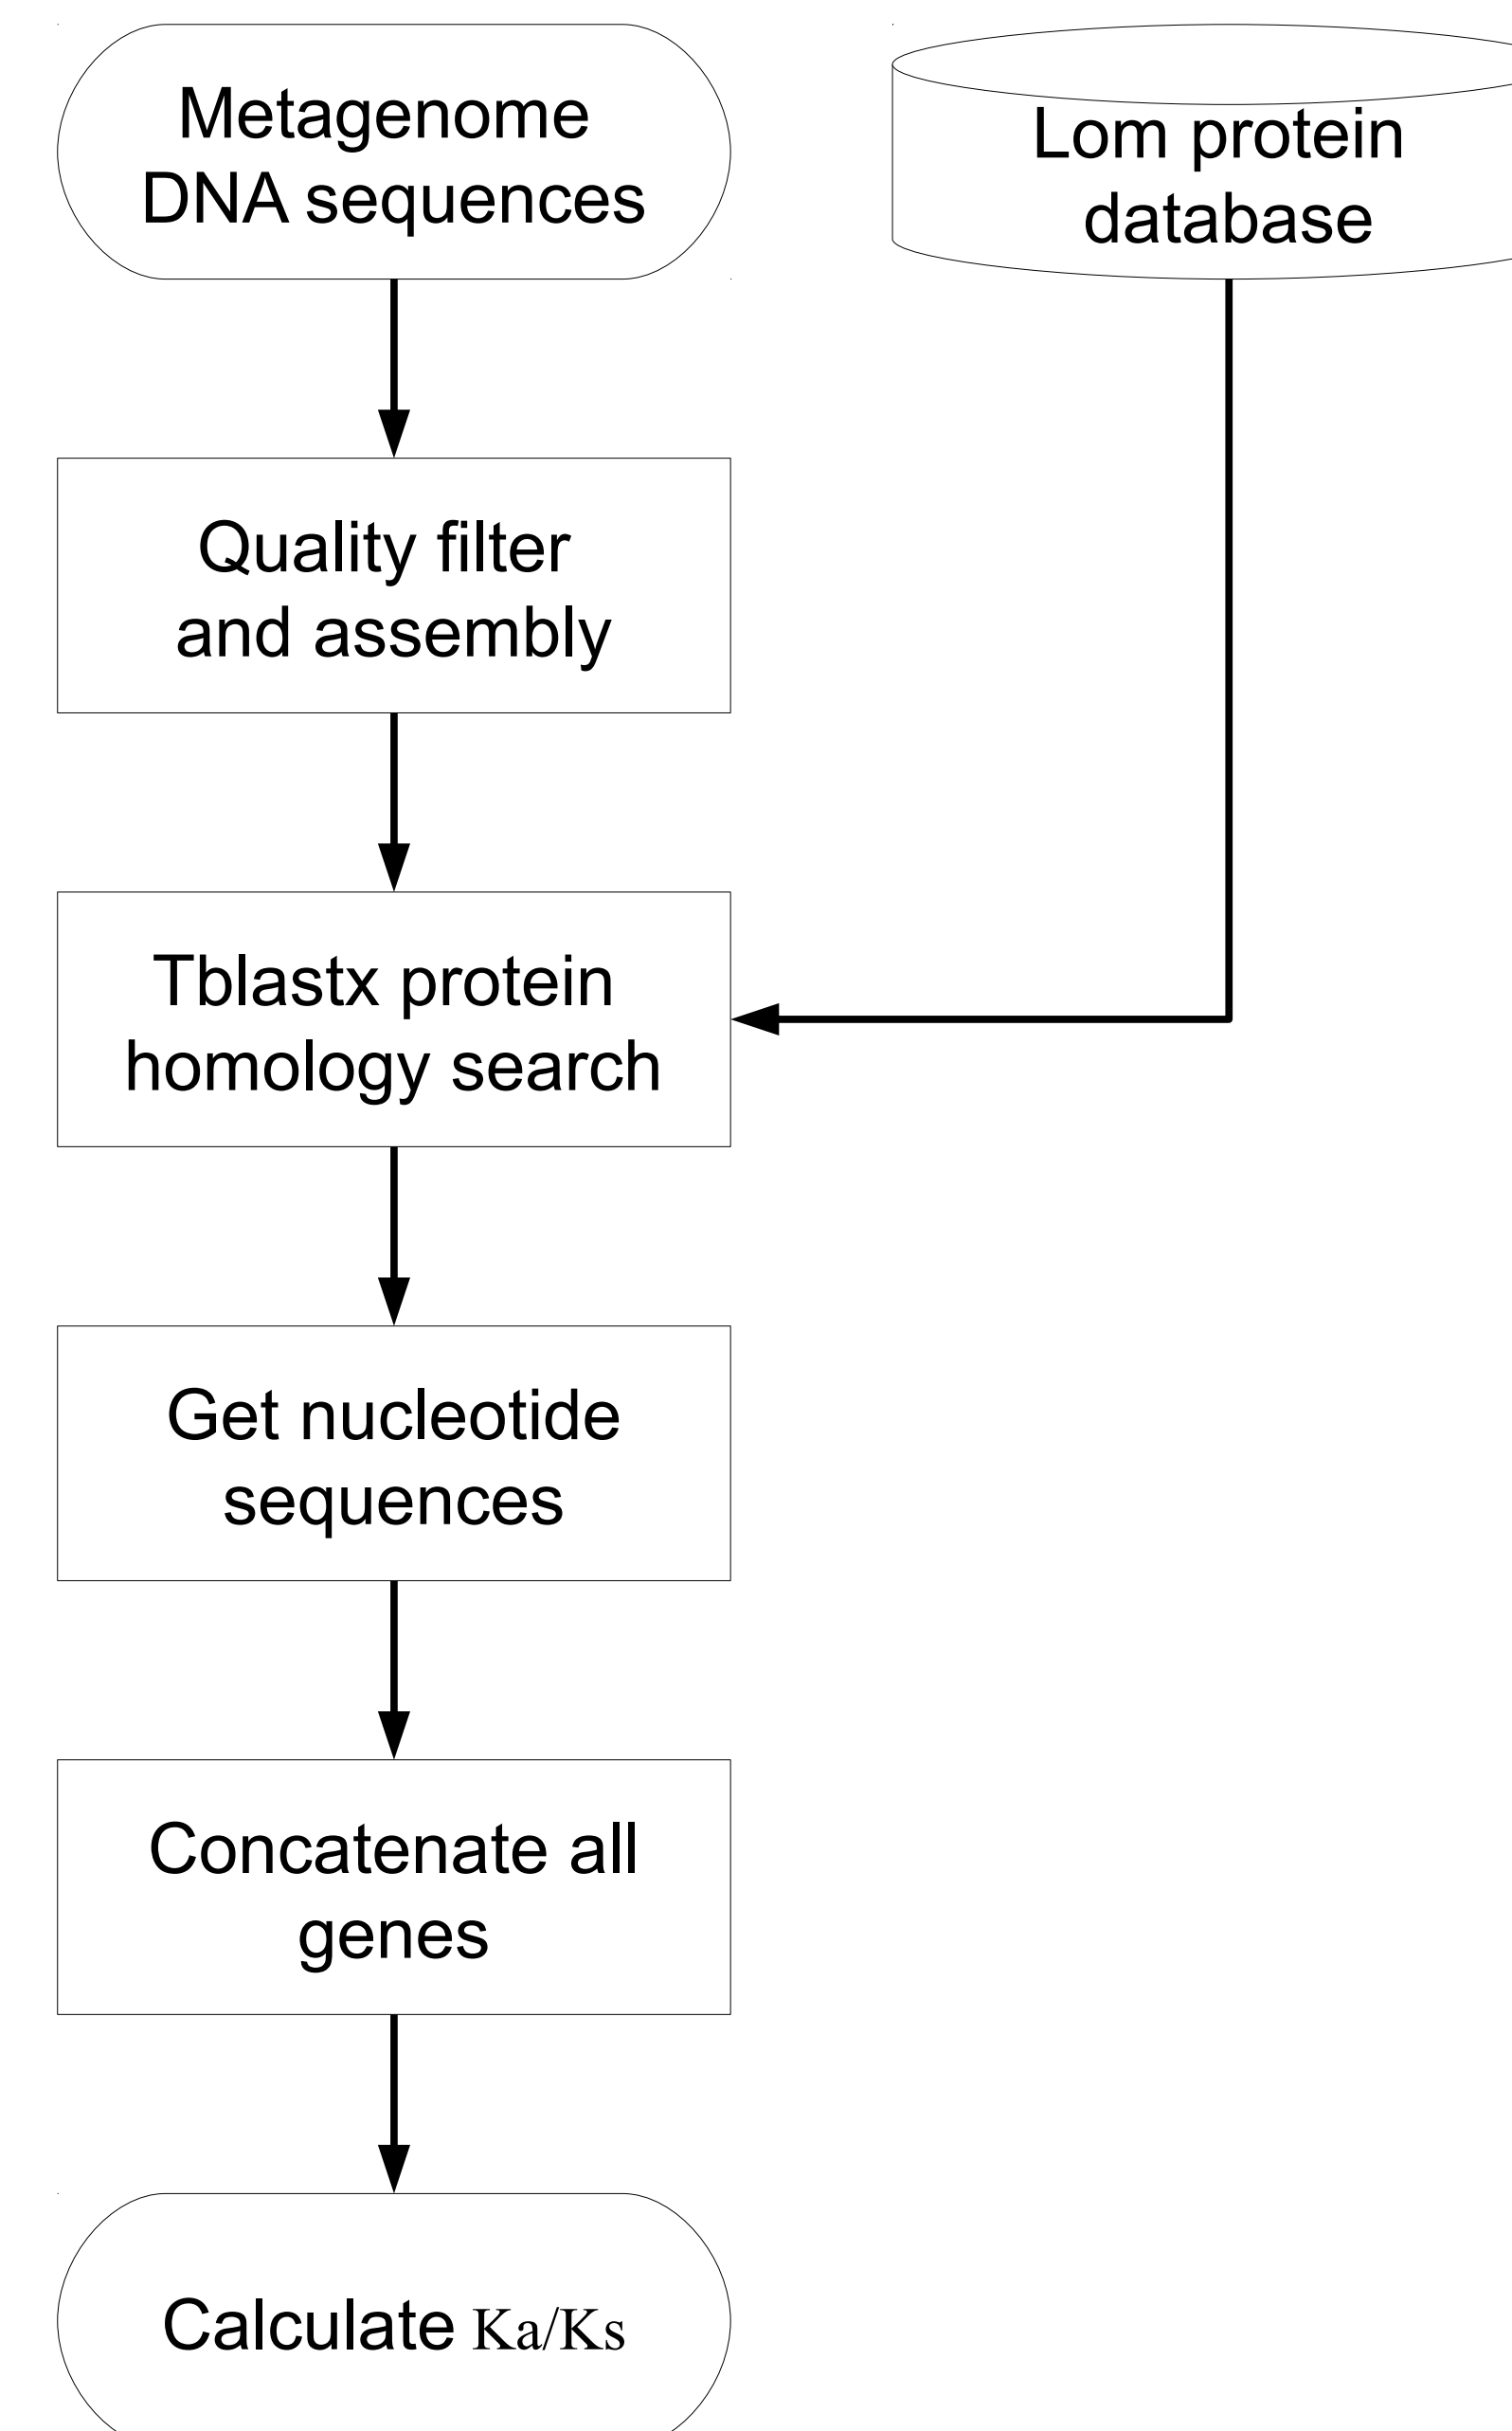 Metagenome
DNA sequences
Lom protein
database
Quality filter
and assembly
Tblastx protein
homology search
Get nucleotide
sequences
Concatenate all
genes
Calculate Ka/Ks